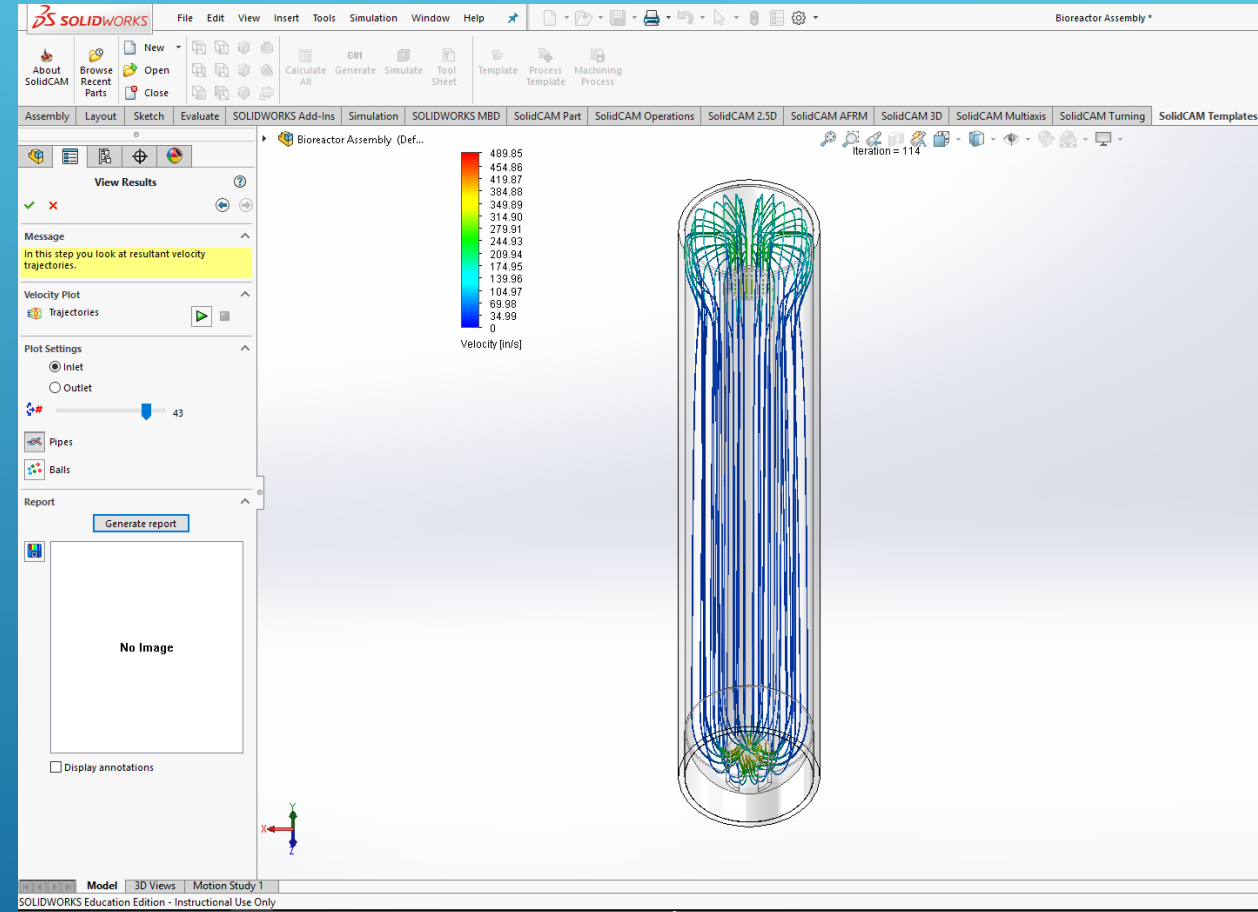 SOLIDWORKS File Edit View Insert Tools Simulation Window Help Bioreactor Assembly *
About SolidCAM
Browse Recent Parts
New
Open
Close
Calculate All
G01 Generate
Simulate
Tool Sheet
Template
Process Template
Machining Process
Assembly Layout Sketch Evaluate SOLIDWORKS Add-Ins Simulation SOLIDWORKS MBD SolidCAM Part SolidCAM Operations SolidCAM 2.5D SolidCAM AFRM SolidCAM 3D SolidCAM Multiaxis SolidCAM Turning SolidCAM Templates
View Results
Message
In this step you look at resultant velocity
trajectories.
Velocity Plot
Trajectories
Plot Settings
Inlet
Outlet
43
Pipes
Balls
Report
Generate report
No Image
Display annotations
Bioreactor Assembly (Def...
Iteration = 114
489.85
454.86
419.87
384.88
349.89
314.90
279.91
244.93
209.94
174.95
139.96
104.97
69.98
34.99
0
Velocity [in/s]
Y
X
Z
Model 3D Views Motion Study 1
SOLIDWORKS Education Edition - Instructional Use Only